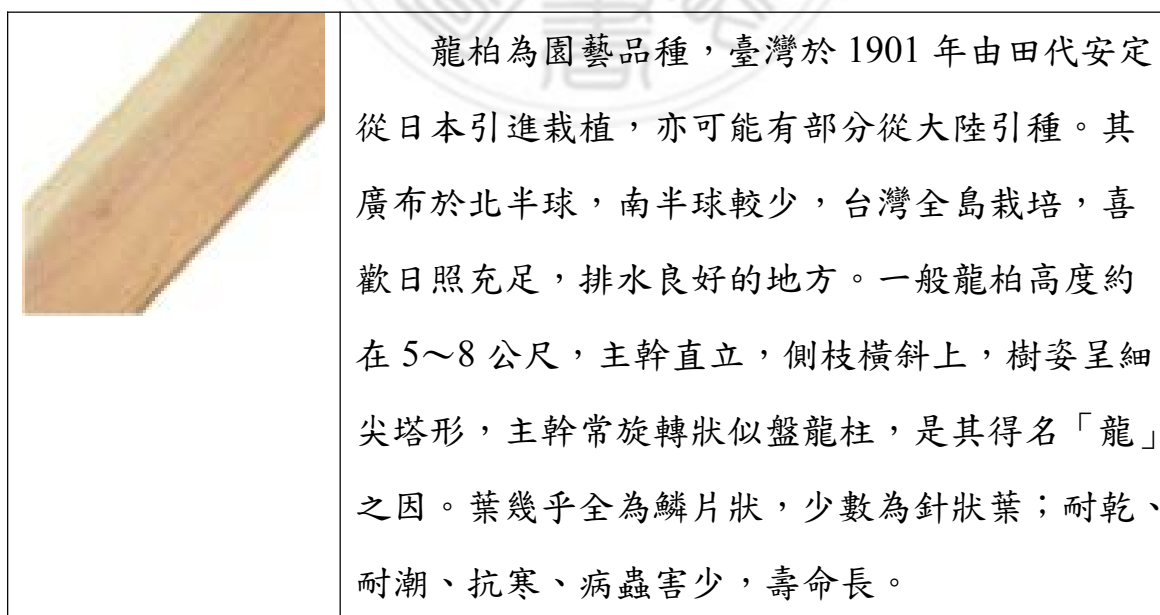 龍柏為園藝品種，臺灣於 1901 年由田代安定
從日本引進栽植，亦可能有部分從大陸引種。其
廣布於北半球，南半球較少，台灣全島栽培，喜
歡日照充足，排水良好的地方。一般龍柏高度約
在 5～8 公尺，主幹直立，側枝橫斜上，樹姿呈細
尖塔形，主幹常旋轉狀似盤龍柱，是其得名「龍」
之因。葉幾乎全為鱗片狀，少數為針狀葉；耐乾、
耐潮、抗寒、病蟲害少，壽命長。